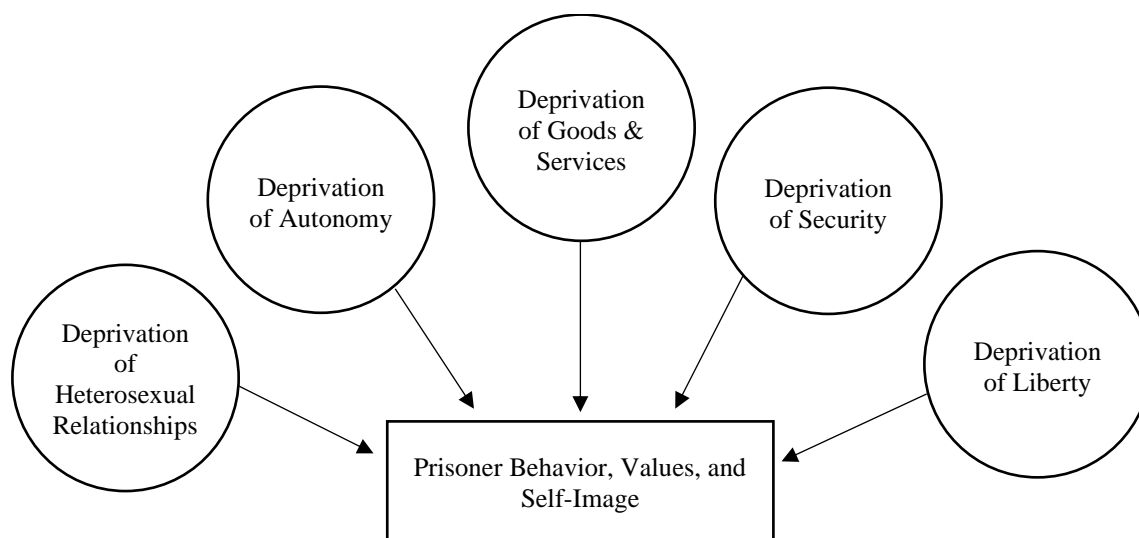 Deprivation
of Goods &
Services
Deprivation
of Autonomy
Deprivation
of Security
Deprivation
of
Heterosexual
Relationships
Deprivation
of Liberty
Prisoner Behavior, Values, and
Self-Image